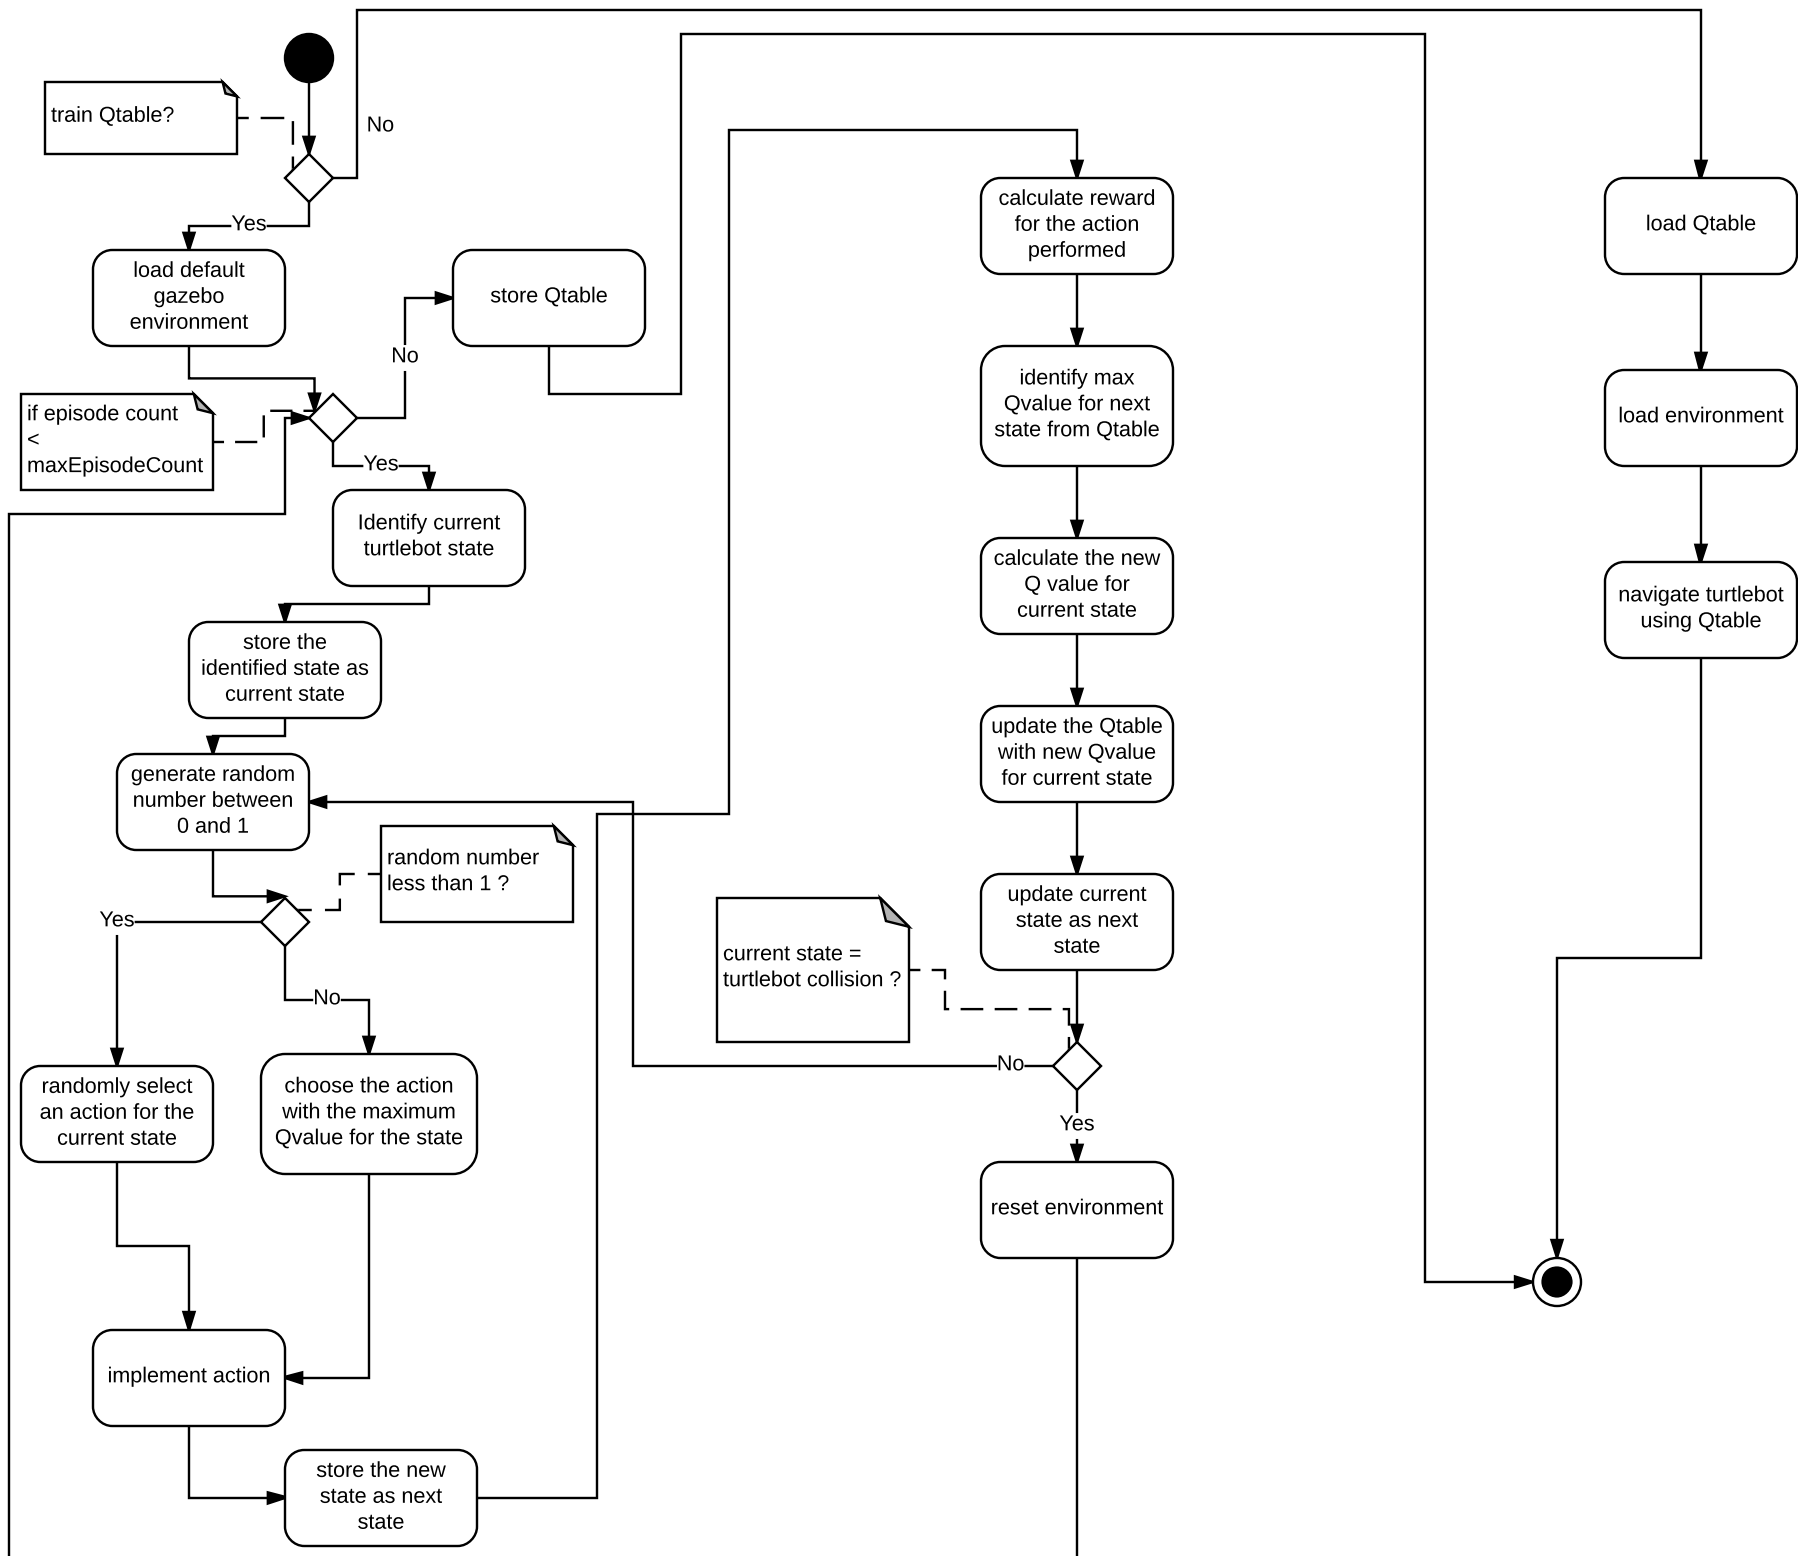 train Qtable?
No
Yes
load default
gazebo
environment
store Qtable
No
if episode count
<
maxEpisodeCount
Yes
Identify current
turtlebot state
store the
identified state as
current state
generate random
number between
0 and 1
random number
less than 1 ?
Yes
No
randomly select
an action for the
current state
choose the action
with the maximum
Qvalue for the state
implement action
store the new
state as next
state
calculate reward
for the action
performed
identify max
Qvalue for next
state from Qtable
calculate the new
Q value for
current state
update the Qtable
with new Qvalue
for current state
update current
state as next
state
current state =
turtlebot collision ?
No
Yes
reset environment
load Qtable
load environment
navigate turtlebot
using Qtable